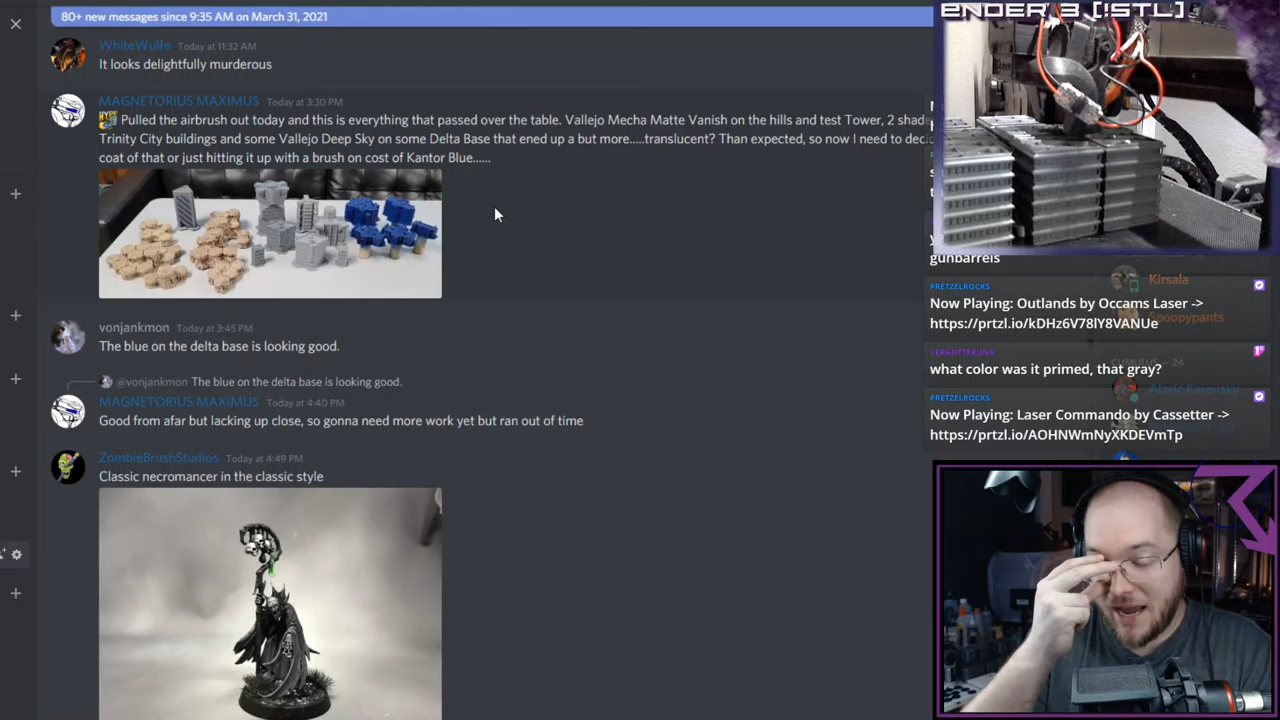 80+ new messages since 9:35 AM on March 31, 2021
WhiteWulfe Today at 11:32 AM
It looks delightfully murderous
MAGNETORIUS MAXIMUS Today at 3:30 PM
Pulled the airbrush out today and this is everything that passed over the table. Vallejo Mecha Matte Vanish on the hills and test Tower, 2 shade
Trinity City buildings and some Vallejo Deep Sky on some Delta Base that ened up a but more.....translucent? Than expected, so now I need to deci
coat of that or just hitting it up with a brush on cost of Kantor Blue......
vonjankmon Today at 3:45 PM
The blue on the delta base is looking good.
@vonjankmon The blue on the delta base is looking good.
MAGNETORIUS MAXIMUS Today at 4:40 PM
Good from afar but lacking up close, so gonna need more work yet but ran out of time
ZombieBrushStudios Today at 4:49 PM
Classic necromancer in the classic style
ENDER 3 [!STL]
gunbarrels
Kirsala
PRETZELROCKS
Now Playing: Outlands by Occams Laser ->
https://prtzl.io/kDHz6V78lY8VANUe
Snoopypants
VERGOTTERUNG
what color was it primed, that gray?
CUMULUS — 24
Alaric Kerensky
PRETZELROCKS
Now Playing: Laser Commando by Cassetter ->
https://prtzl.io/AOHNWmNyXKDEVmTp